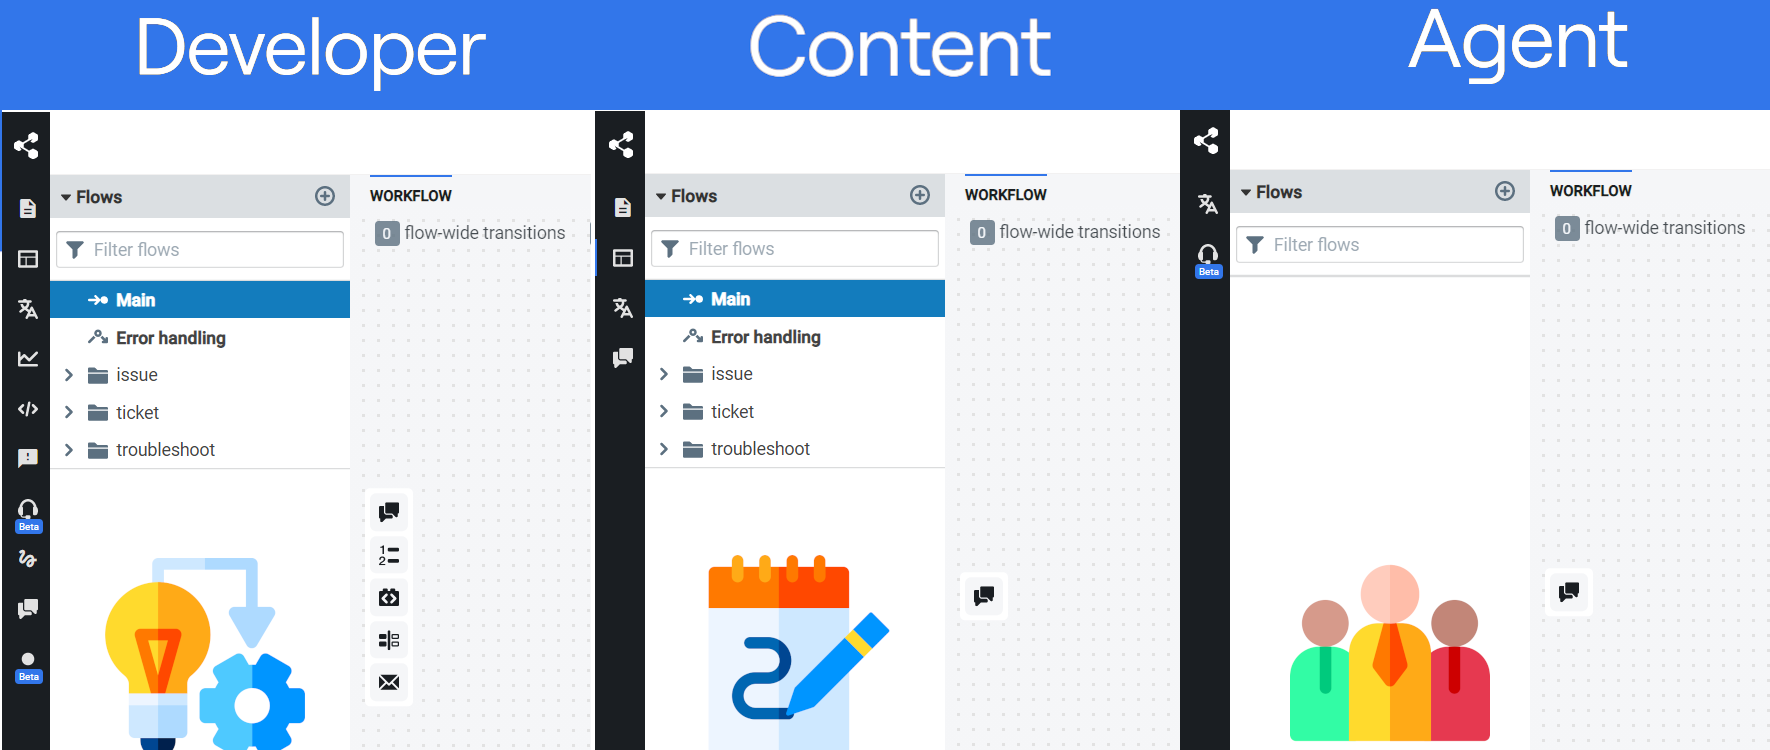 Developer
Content
Agent
Flows
WORKFLOW
0 flow-wide transitions
Filter flows
Main
Error handling
issue
ticket
troubleshoot
1
2
Beta
Beta
Flows
WORKFLOW
0 flow-wide transitions
Filter flows
Main
Error handling
issue
ticket
troubleshoot
Flows
WORKFLOW
0 flow-wide transitions
Filter flows
Beta